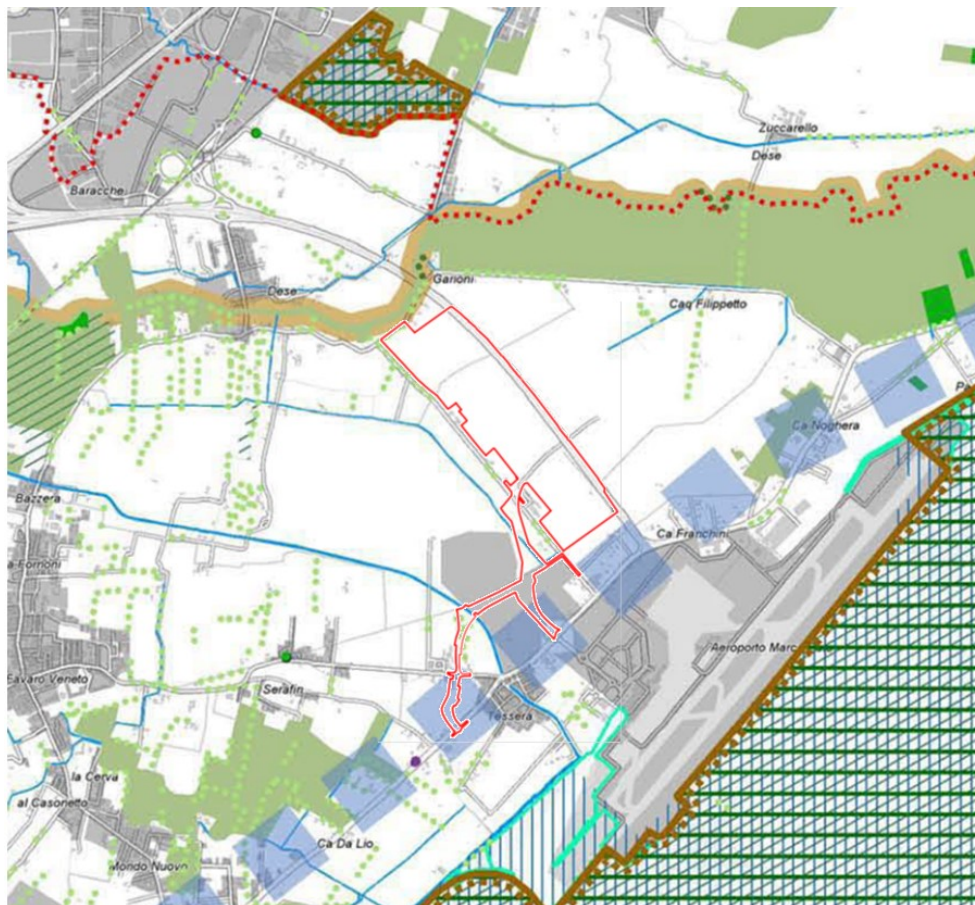 Zuccarello
Dese
Baracche
Garioni
Dese
Caq Filippetto
Ca Noghera
Bazzera
Ca Franchini
a Fornoni
Aeroporto Marc
Favaro Veneto
Serafin
Tessera
la Cerva
al Casonetto
Ca Da Lio
Mondo Nuovo